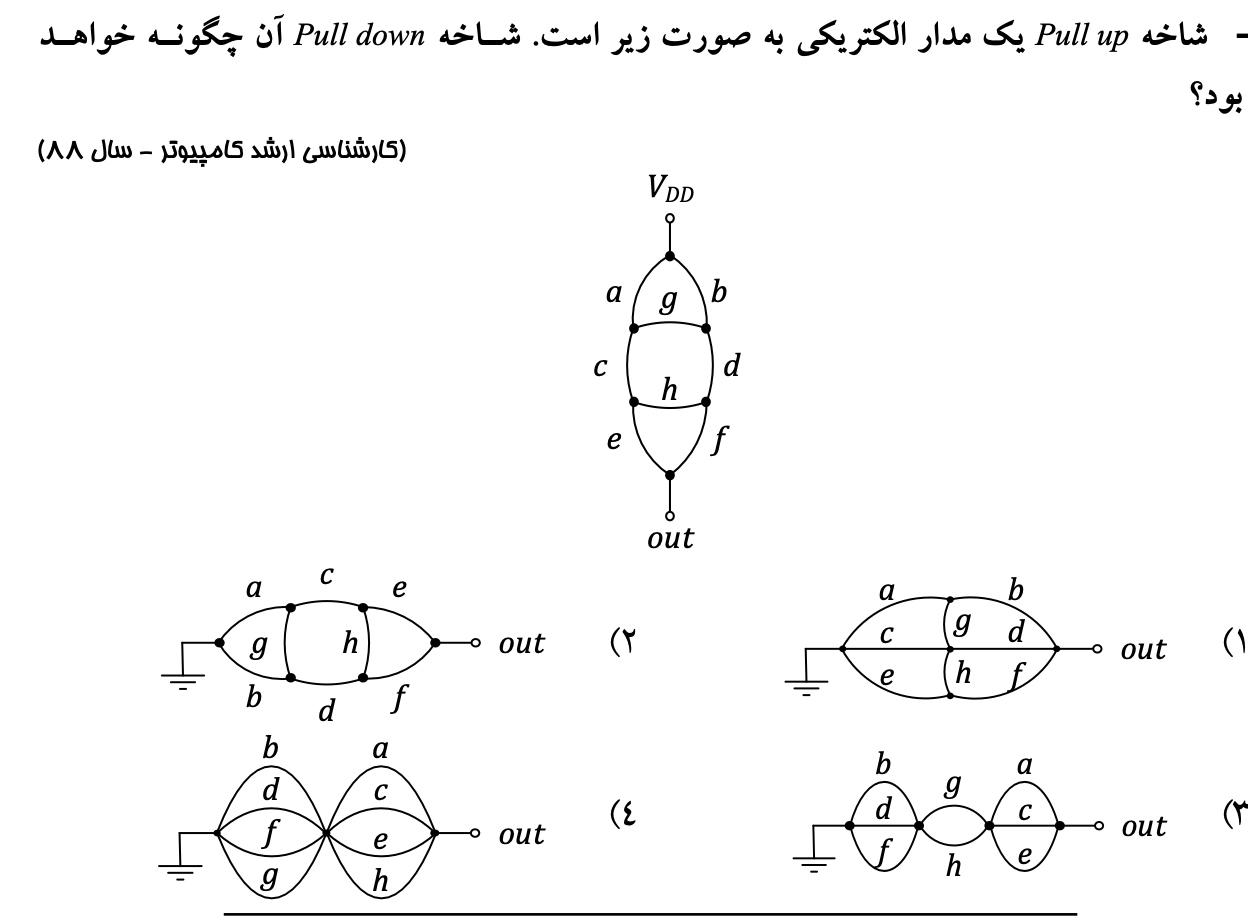 - شاخه Pull up یک مدار الکتریکی به صورت زیر است. شاخه Pull down آن چگونه خواهد
بود؟
(کارشناسی ارشد کامپیوتر - سال ۸۸)
V_DD
a g b
c d
h
e f
out
(۱
a b
c g d
e h f
out
(۲
a c e
g h
b d f
out
(۳
b g a
d c
f h e
out
(٤
b a
d c
f e
g h
out